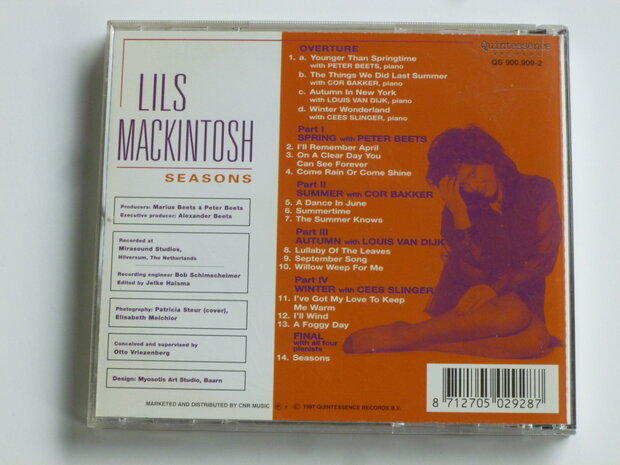 LILS
MACKINTOSH
SEASONS
Producers: Marius Beets & Peter Beets
Executive producer: Alexander Beets
Recorded at
Mirasound Studios,
Hilversum, The Netherlands
Recording engineer Bob Schimscheimer
Edited by Jelke Haisma
Photography: Patricia Steur (cover),
Elisabeth Melchior
Conceived and supervised by
Otto Vriezenberg
Design: Myosotis Art Studio, Baarn
Quintessence
QS 900.909-2
OVERTURE
1. a. Younger Than Springtime
with PETER BEETS, piano
b. The Things We Did Last Summer
with COR BAKKER, piano
c. Autumn In New York
with LOUIS VAN DIJK, piano
d. Winter Wonderland
with CEES SLINGER, piano
Part I
SPRING with PETER BEETS
2. I'll Remember April
3. On A Clear Day You
Can See Forever
4. Come Rain Or Come Shine
Part II
SUMMER with COR BAKKER
5. A Dance In June
6. Summertime
7. The Summer Knows
Part III
AUTUMN with LOUIS VAN DIJK
8. Lullaby Of The Leaves
9. September Song
10. Willow Weep For Me
Part IV
WINTER with CEES SLINGER
11. I've Got My Love To Keep
Me Warm
12. I'll Wind
13. A Foggy Day
FINAL
with all four
pianists
14. Seasons
8 712705 029287
MARKETED AND DISTRIBUTED BY CNR MUSIC ℗ + © 1997 QUINTESSENCE RECORDS B.V.